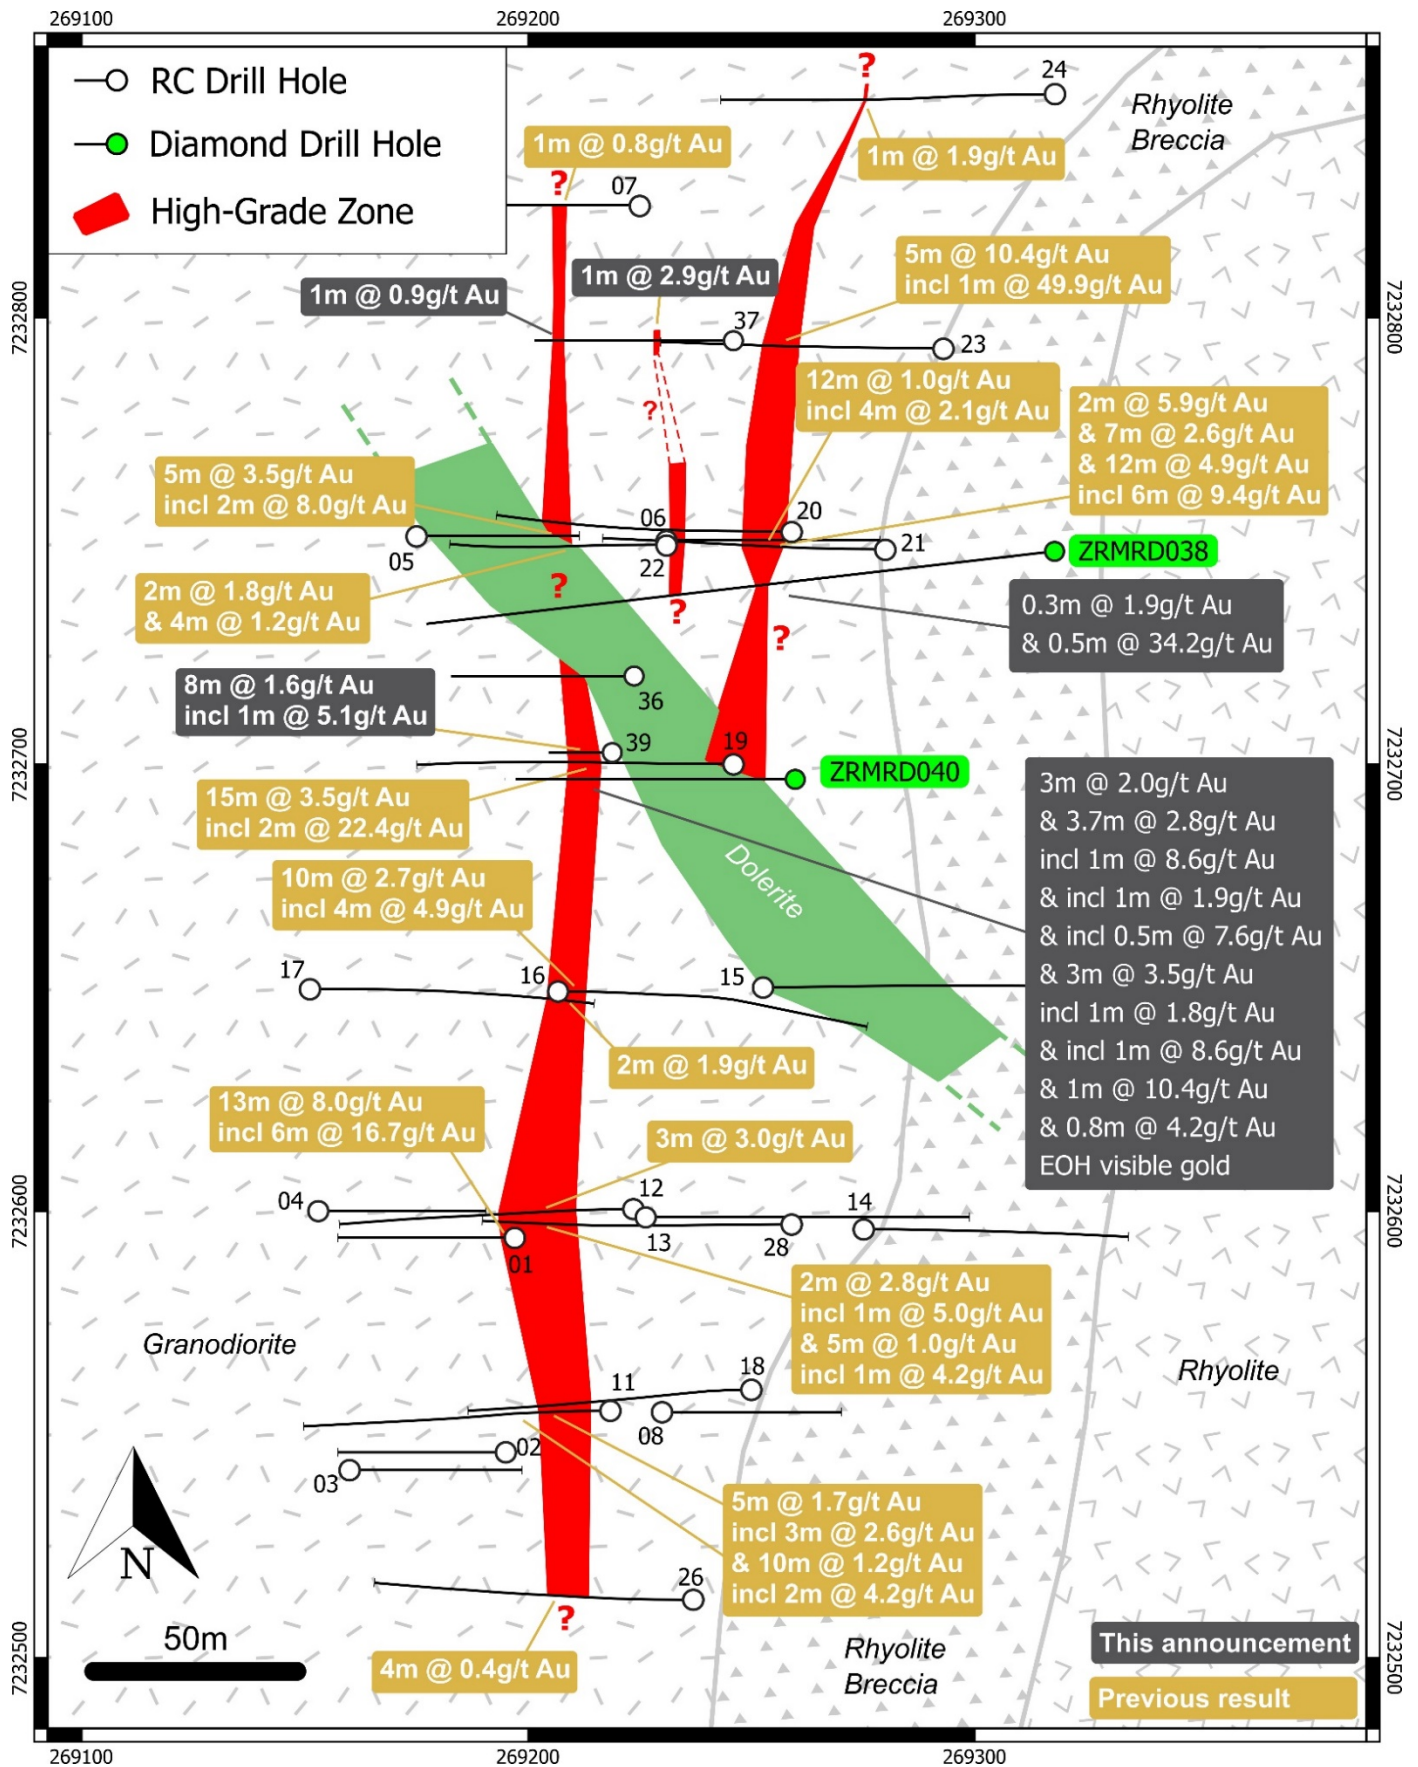 269100
269200
269300
RC Drill Hole
Diamond Drill Hole
High-Grade Zone
?
24
Rhyolite
Breccia
1m @ 0.8g/t Au
1m @ 1.9g/t Au
?
07
5m @ 10.4g/t Au
incl 1m @ 49.9g/t Au
1m @ 2.9g/t Au
1m @ 0.9g/t Au
7232800
7232800
37
23
12m @ 1.0g/t Au
incl 4m @ 2.1g/t Au
2m @ 5.9g/t Au
& 7m @ 2.6g/t Au
& 12m @ 4.9g/t Au
incl 6m @ 9.4g/t Au
?
5m @ 3.5g/t Au
incl 2m @ 8.0g/t Au
06
20
05
22
21
ZRMRD038
2m @ 1.8g/t Au
& 4m @ 1.2g/t Au
?
?
?
0.3m @ 1.9g/t Au
& 0.5m @ 34.2g/t Au
8m @ 1.6g/t Au
incl 1m @ 5.1g/t Au
36
39
19
7232700
7232700
ZRMRD040
15m @ 3.5g/t Au
incl 2m @ 22.4g/t Au
3m @ 2.0g/t Au
& 3.7m @ 2.8g/t Au
incl 1m @ 8.6g/t Au
& incl 1m @ 1.9g/t Au
& incl 0.5m @ 7.6g/t Au
& 3m @ 3.5g/t Au
incl 1m @ 1.8g/t Au
& incl 1m @ 8.6g/t Au
& 1m @ 10.4g/t Au
& 0.8m @ 4.2g/t Au
EOH visible gold
Dolerite
10m @ 2.7g/t Au
incl 4m @ 4.9g/t Au
17
16
15
2m @ 1.9g/t Au
13m @ 8.0g/t Au
incl 6m @ 16.7g/t Au
3m @ 3.0g/t Au
7232600
7232600
04
12
14
01
13
28
2m @ 2.8g/t Au
incl 1m @ 5.0g/t Au
& 5m @ 1.0g/t Au
incl 1m @ 4.2g/t Au
Granodiorite
Rhyolite
18
11
08
02
03
5m @ 1.7g/t Au
incl 3m @ 2.6g/t Au
& 10m @ 1.2g/t Au
incl 2m @ 4.2g/t Au
N
26
?
50m
4m @ 0.4g/t Au
Rhyolite
Breccia
This announcement
Previous result
7232500
7232500
269100
269200
269300